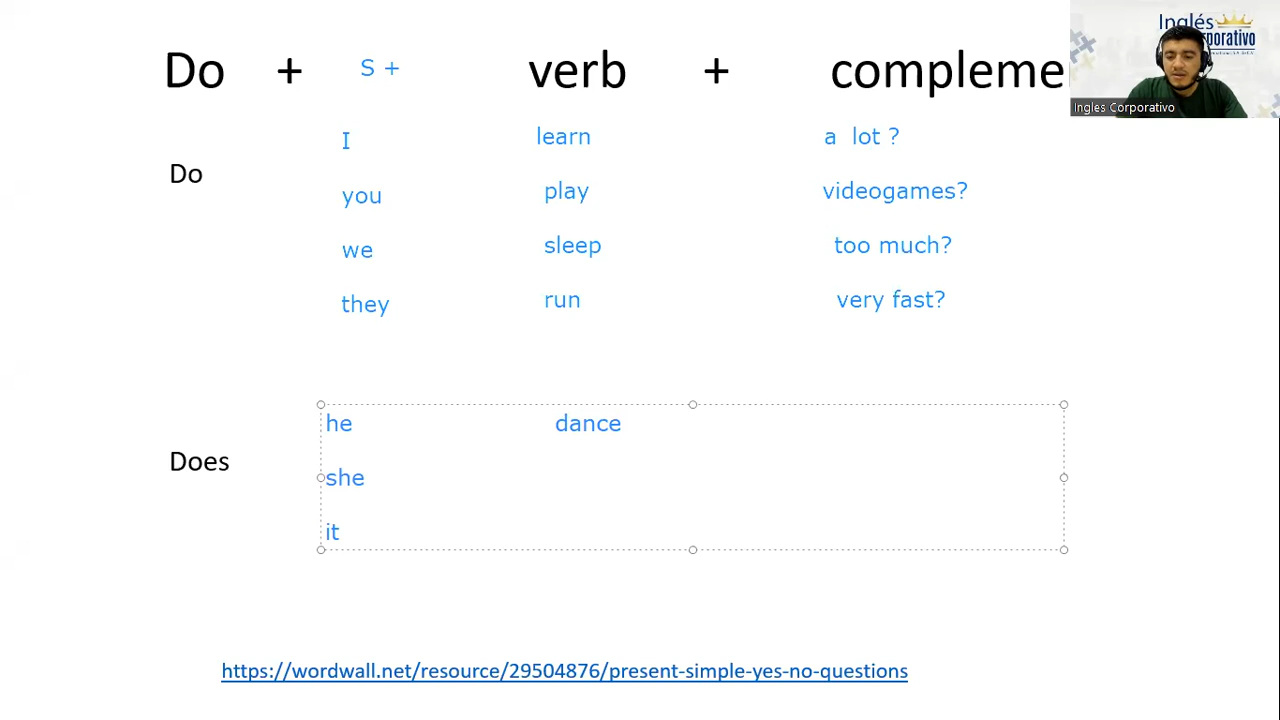 Do + S + verb + compleme
Do
I learn a lot ?
you play videogames?
we sleep too much?
they run very fast?
Does
he dance
she
it
https://wordwall.net/resource/29504876/present-simple-yes-no-questions
Inglés
rporativo
Ingles Corporativo